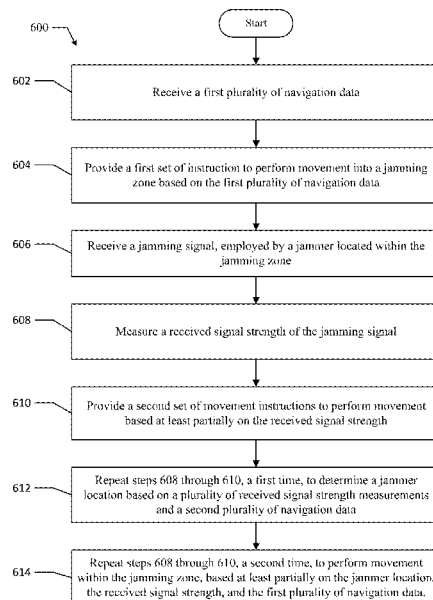 Start
600
602
Receive a first plurality of navigation data
604
Provide a first set of instruction to perform movement into a jamming
zone based on the first plurality of navigation data
606
Receive a jamming signal, employed by a jammer located within the
jamming zone
608
Measure a received signal strength of the jamming signal
610
Provide a second set of movement instructions to perform movement
based at least partially on the received signal strength
612
Repeat steps 608 through 610, a first time, to determine a jammer
location based on a plurality of received signal strength measurements
and a second plurality of navigation data
614
Repeat steps 608 through 610, a second time, to perform movement
within the jamming zone, based at least partially on the jammer location,
the received signal strength, and the first plurality of navigation data.